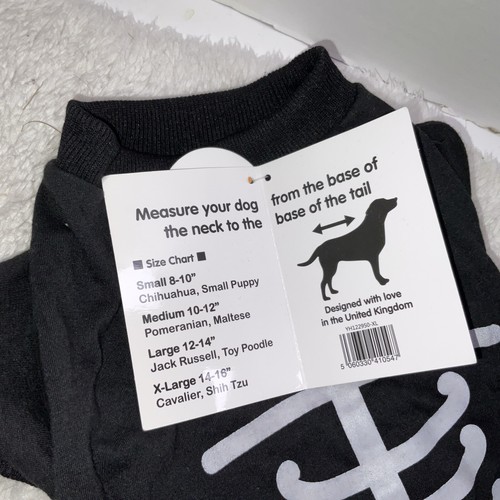 Measure your dog from the base of
the neck to the base of the tail
Size Chart
Small 8-10"
Chihuahua, Small Puppy
Medium 10-12"
Pomeranian, Maltese
Large 12-14"
Jack Russell, Toy Poodle
X-Large 14-16"
Cavalier, Shih Tzu
Designed with love
in the United Kingdom
YH122950-XL
5 060330 410547